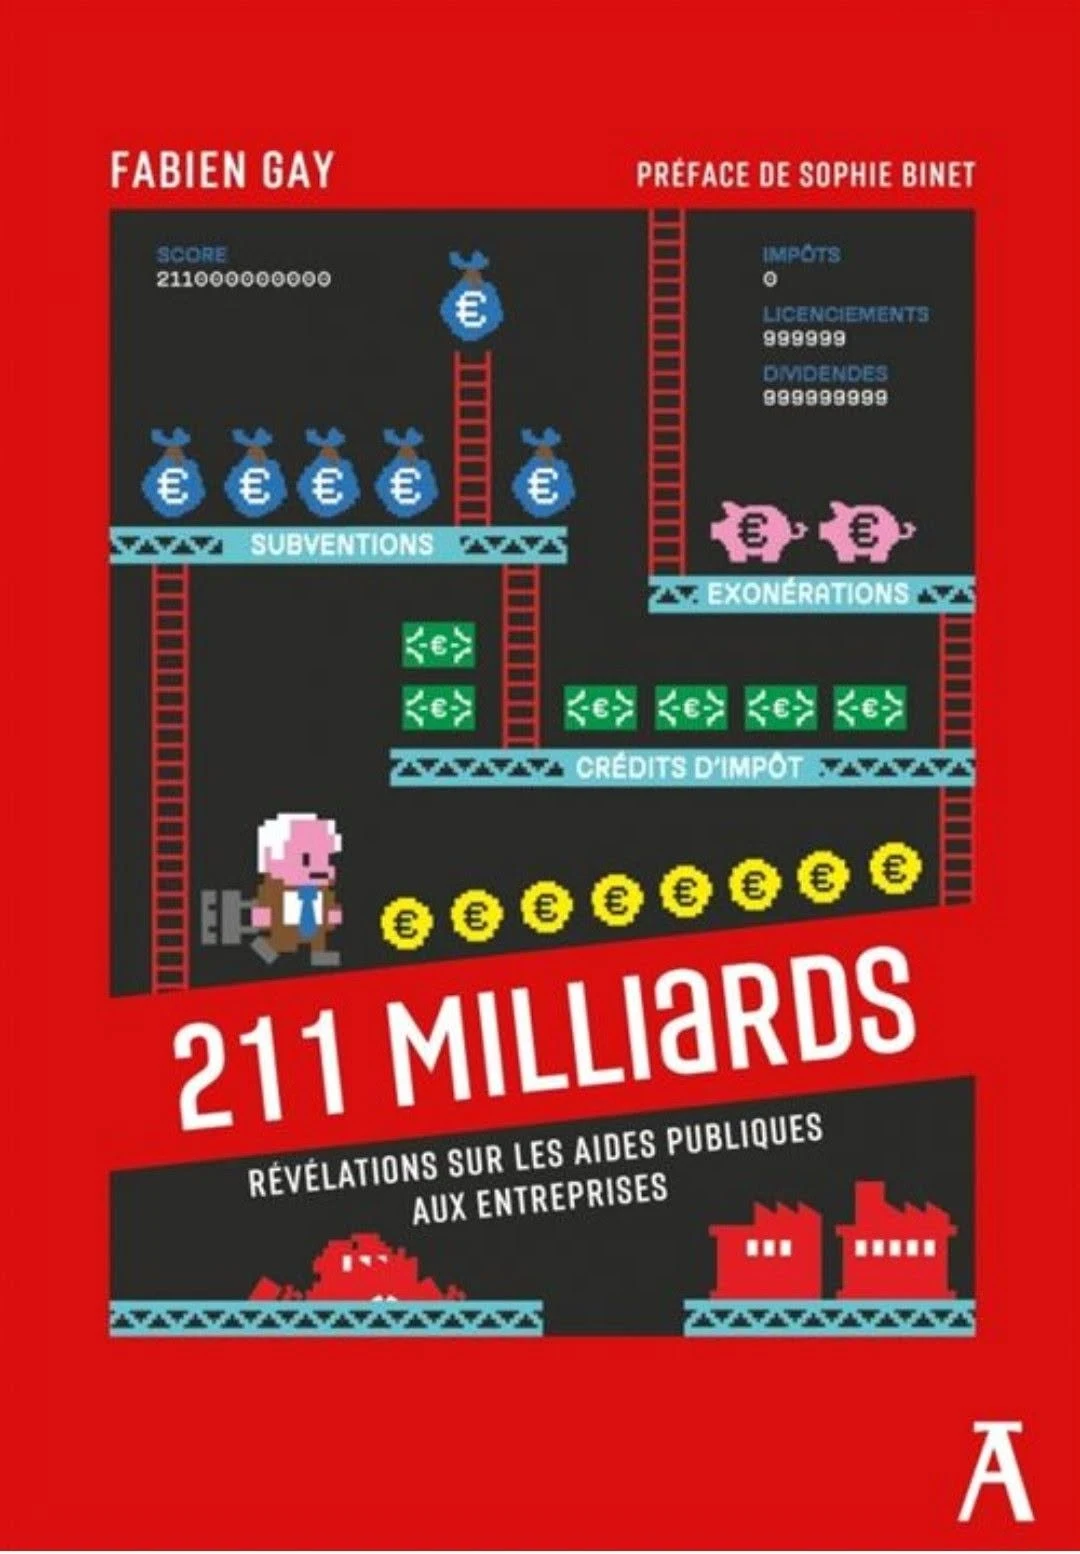 FABIEN GAY
PRÉFACE DE SOPHIE BINET
SCORE
211000000000
€
IMPÔTS
0
LICENCIEMENTS
999999
DIVIDENDES
999999999
€ € € € €
€ €
SUBVENTIONS
EXONÉRATIONS
€
€ € € € €
CRÉDITS D'IMPÔT
€ € € € € € € €
211 MILLIaRDS
RÉVÉLATIONS SUR LES AIDES PUBLIQUES
AUX ENTREPRISES
A